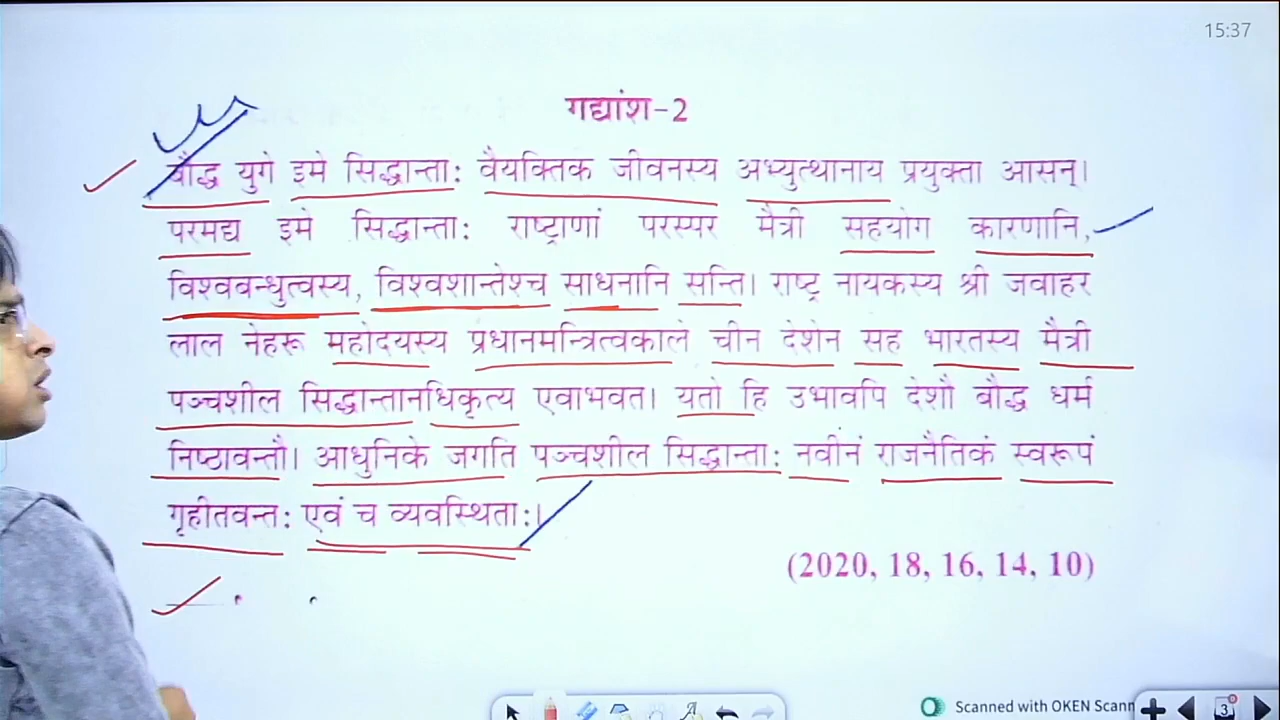 15:37
गद्यांश-2
बौद्ध युगे इमे सिद्धान्ताः वैयक्तिक जीवनस्य अभ्युत्थानाय प्रयुक्ता आसन्।
परमद्य इमे सिद्धान्ताः राष्ट्राणां परस्पर मैत्री सहयोग कारणानि,
विश्वबन्धुत्वस्य, विश्वशान्तेश्च साधनानि सन्ति। राष्ट्र नायकस्य श्री जवाहर
लाल नेहरू महोदयस्य प्रधानमन्त्रित्वकाले चीन देशेन सह भारतस्य मैत्री
पञ्चशील सिद्धान्तानधिकृत्य एवाभवत। यतो हि उभावपि देशौ बौद्ध धर्मे
निष्ठावन्तौ। आधुनिके जगति पञ्चशील सिद्धान्ताः नवीनं राजनैतिकं स्वरूपं
गृहीतवन्तः एवं च व्यवस्थिताः।
(2020, 18, 16, 14, 10)
Scanned with OKEN Scann
3